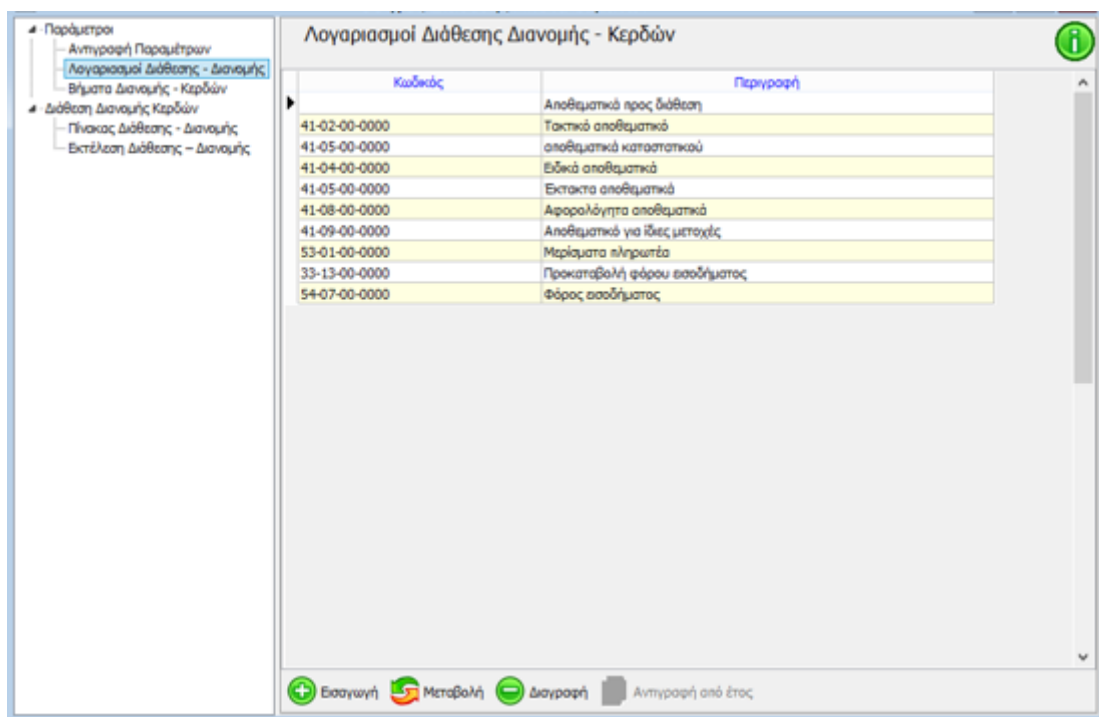 Παράμετροι
Αντιγραφή Παραμέτρων
Λογαριασμοί Διάθεσης - Διανομής
Βήματα Διανομής - Κερδών
Διάθεση Διανομής Κερδών
Πίνακας Διάθεσης - Διανομής
Εκτέλεση Διάθεσης – Διανομής
Λογαριασμοί Διάθεσης Διανομής - Κερδών
Κωδικός Περιγραφή
Αποθεματικά προς διάθεση
41-02-00-0000 Τακτικό αποθεματικό
41-05-00-0000 αποθεματικά καταστατικού
41-04-00-0000 Ειδικά αποθεματικά
41-05-00-0000 Έκτακτα αποθεματικά
41-08-00-0000 Αφορολόγητα αποθεματικά
41-09-00-0000 Αποθεματικό για ίδιες μετοχές
53-01-00-0000 Μερίσματα πληρωτέα
33-13-00-0000 Προκαταβολή φόρου εισοδήματος
54-07-00-0000 Φόρος εισοδήματος
Εισαγωγή Μεταβολή Διαγραφή Αντιγραφή από έτος